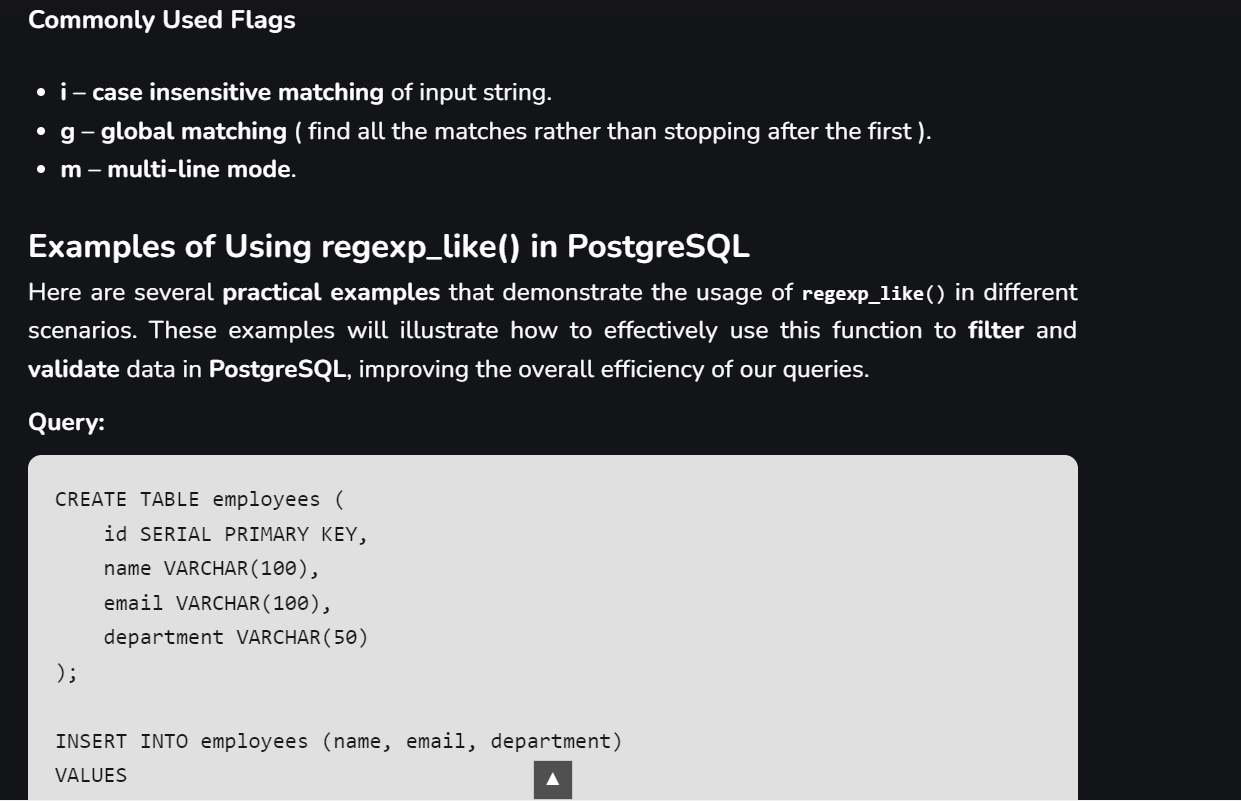 Commonly Used Flags
• i – case insensitive matching of input string.
• g – global matching ( find all the matches rather than stopping after the first ).
• m – multi-line mode.
Examples of Using regexp_like() in PostgreSQL
Here are several practical examples that demonstrate the usage of regexp_like() in different
scenarios. These examples will illustrate how to effectively use this function to filter and
validate data in PostgreSQL, improving the overall efficiency of our queries.
Query:
CREATE TABLE employees (
    id SERIAL PRIMARY KEY,
    name VARCHAR(100),
    email VARCHAR(100),
    department VARCHAR(50)
);
INSERT INTO employees (name, email, department)
VALUES